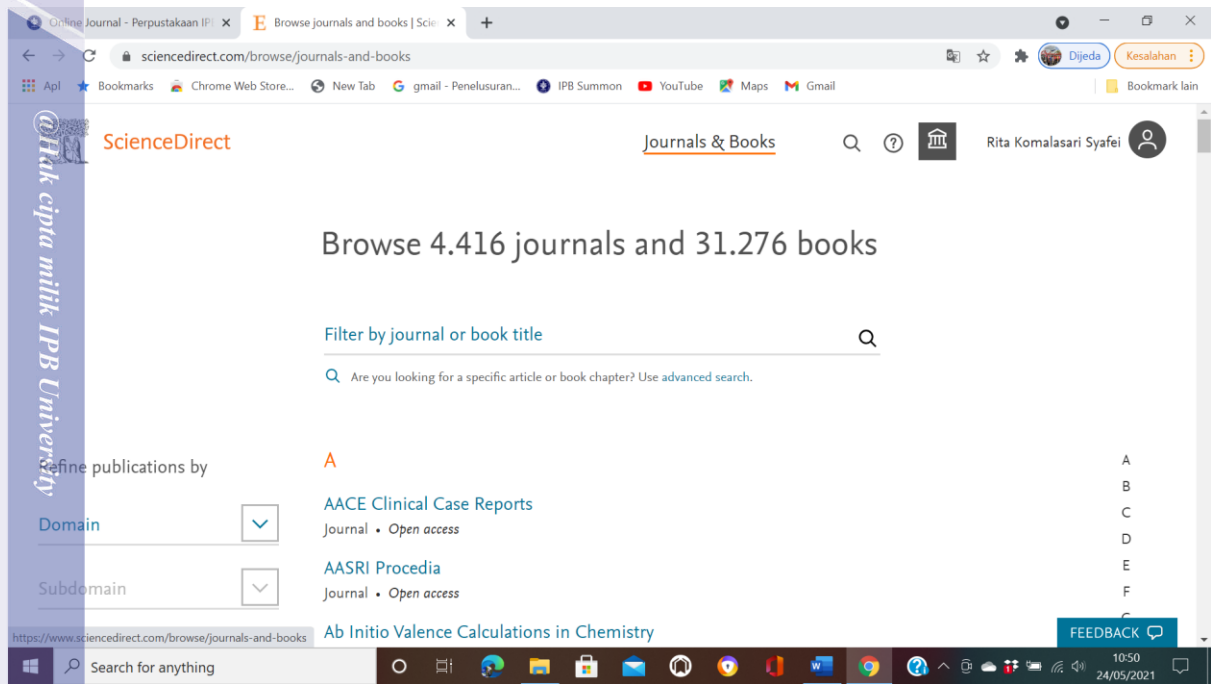 Online Journal - Perpustakaan IP
Browse journals and books | Scie
sciencedirect.com/browse/journals-and-books
Dijeda
Kesalahan
Apl
Bookmarks
Chrome Web Store...
New Tab
gmail - Penelusuran...
IPB Summon
YouTube
Maps
Gmail
Bookmark lain
ScienceDirect
Journals & Books
Rita Komalasari Syafei
@Hak cipta milik IPB University
Browse 4.416 journals and 31.276 books
Filter by journal or book title
Are you looking for a specific article or book chapter? Use advanced search.
Refine publications by
Domain
Subdomain
A
AACE Clinical Case Reports
Journal • Open access
AASRI Procedia
Journal • Open access
Ab Initio Valence Calculations in Chemistry
A
B
C
D
E
F
FEEDBACK
https://www.sciencedirect.com/browse/journals-and-books
Search for anything
10:50
24/05/2021